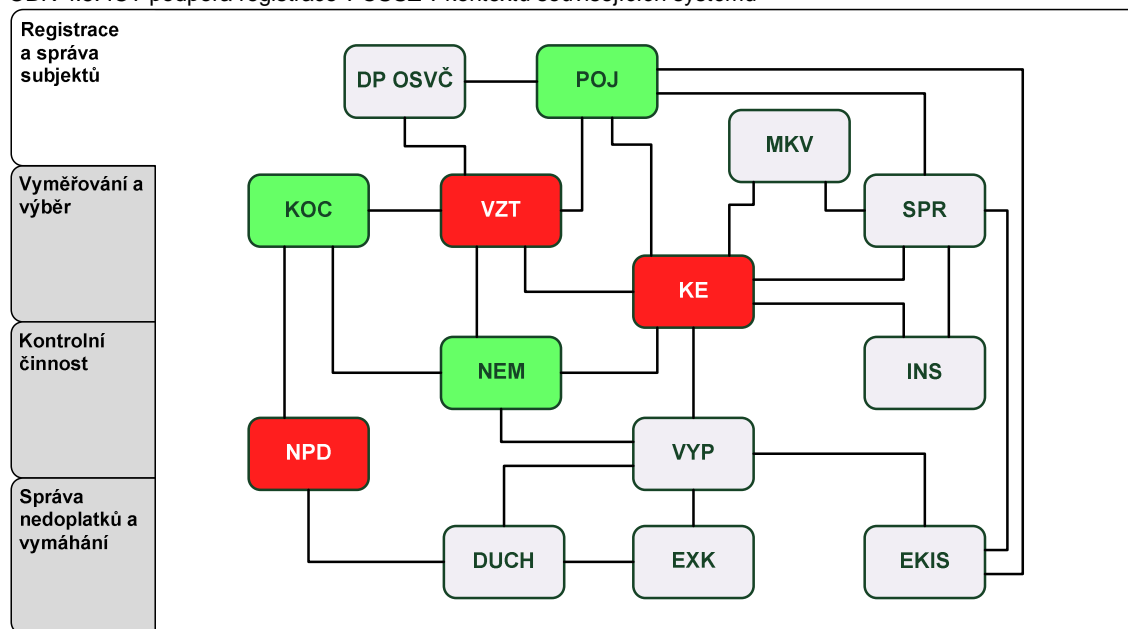 Registrace
a správa
subjektů
DP OSVČ
POJ
MKV
Vyměřování a
výběr
KOC
VZT
SPR
KE
Kontrolní
činnost
NEM
INS
NPD
VYP
Správa
nedoplatků a
vymáhání
DUCH
EXK
EKIS